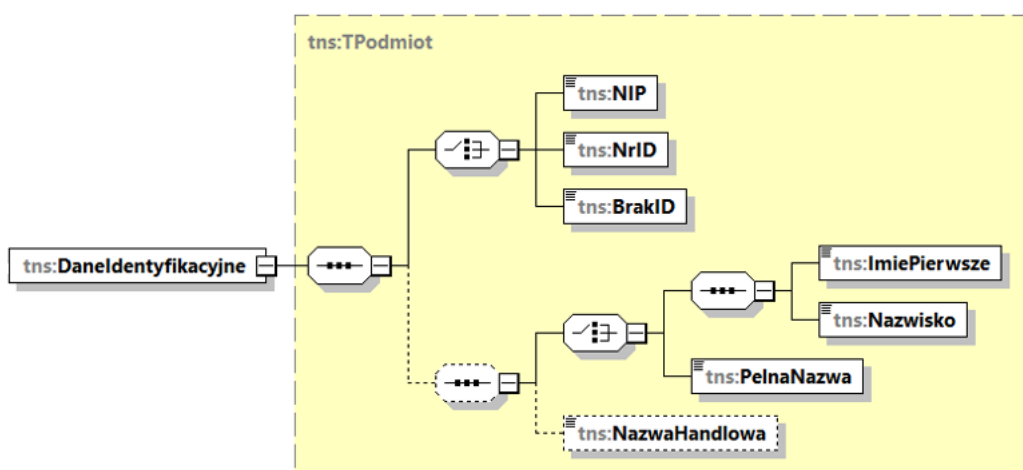 tns:TPodmiot
tns:NIP
tns:NrID
tns:BrakID
tns:DaneIdentyfikacyjne
tns:ImiePierwsze
tns:Nazwisko
tns:PelnaNazwa
tns:NazwaHandlowa